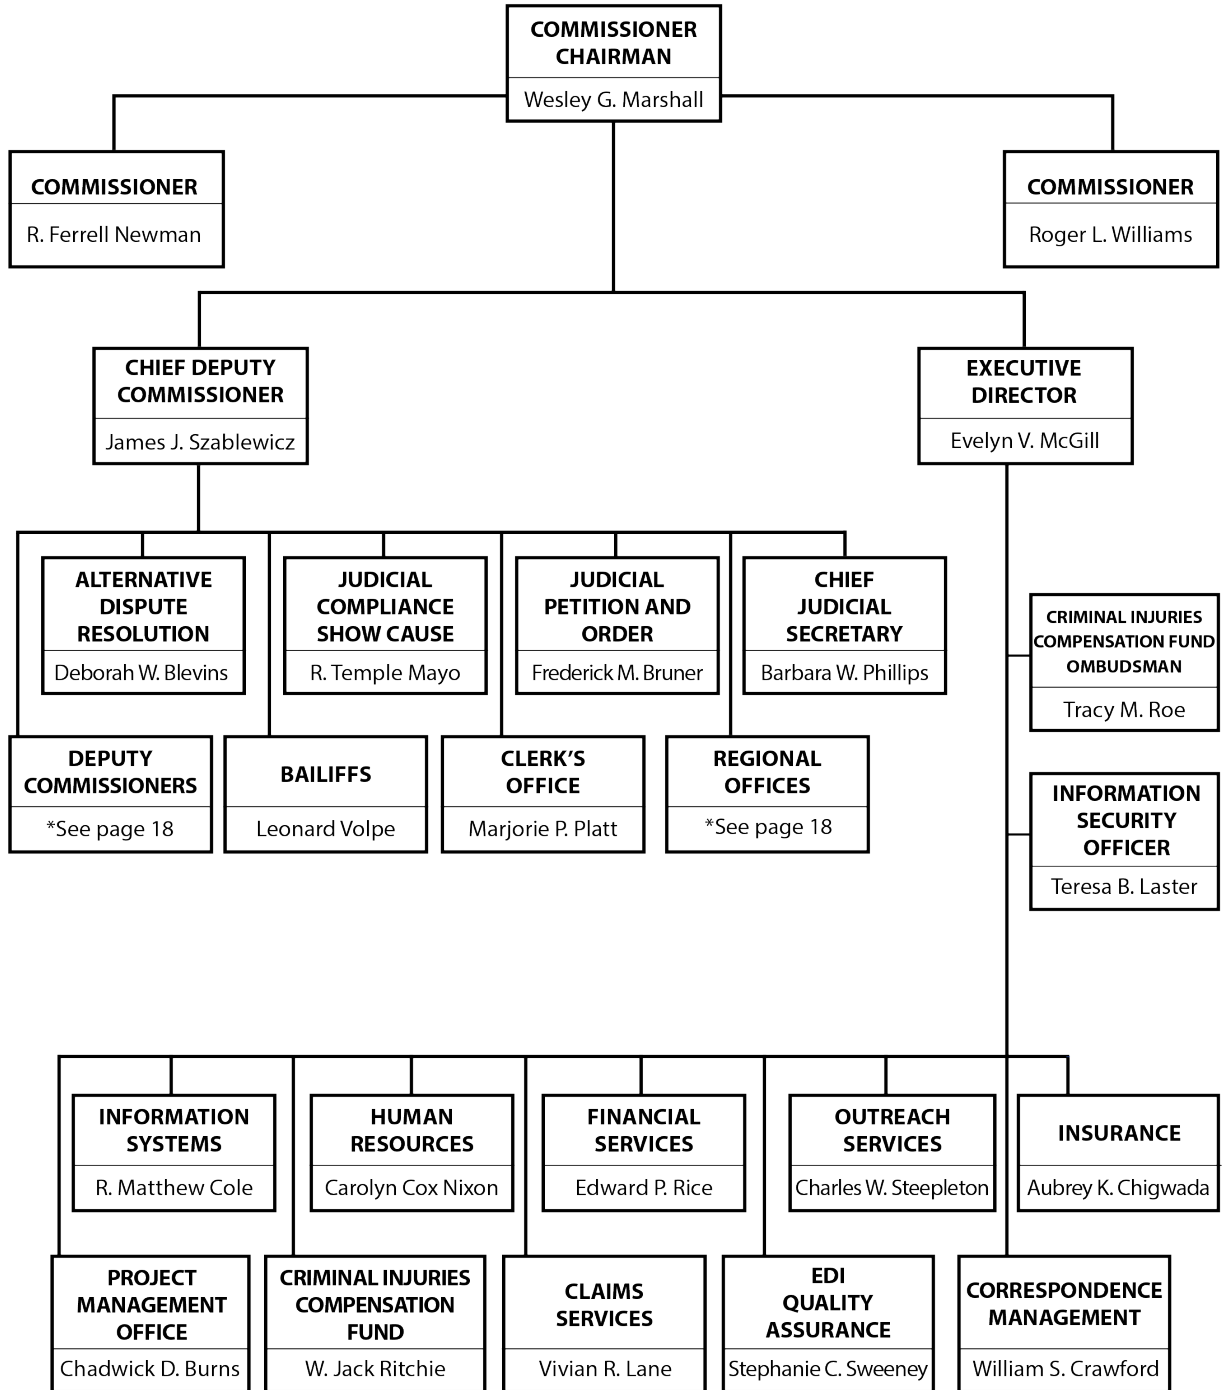 COMMISSIONER
CHAIRMAN
Wesley G. Marshall
COMMISSIONER
R. Ferrell Newman
COMMISSIONER
Roger L. Williams
CHIEF DEPUTY
COMMISSIONER
James J. Szablewicz
EXECUTIVE
DIRECTOR
Evelyn V. McGill
ALTERNATIVE
DISPUTE
RESOLUTION
Deborah W. Blevins
JUDICIAL
COMPLIANCE
SHOW CAUSE
R. Temple Mayo
JUDICIAL
PETITION AND
ORDER
Frederick M. Bruner
CHIEF
JUDICIAL
SECRETARY
Barbara W. Phillips
CRIMINAL INJURIES
COMPENSATION FUND
OMBUDSMAN
Tracy M. Roe
DEPUTY
COMMISSIONERS
*See page 18
BAILIFFS
Leonard Volpe
CLERK'S
OFFICE
Marjorie P. Platt
REGIONAL
OFFICES
*See page 18
INFORMATION
SECURITY
OFFICER
Teresa B. Laster
INFORMATION
SYSTEMS
R. Matthew Cole
HUMAN
RESOURCES
Carolyn Cox Nixon
FINANCIAL
SERVICES
Edward P. Rice
OUTREACH
SERVICES
Charles W. Steepleton
INSURANCE
Aubrey K. Chigwada
PROJECT
MANAGEMENT
OFFICE
Chadwick D. Burns
CRIMINAL INJURIES
COMPENSATION
FUND
W. Jack Ritchie
CLAIMS
SERVICES
Vivian R. Lane
EDI
QUALITY
ASSURANCE
Stephanie C. Sweeney
CORRESPONDENCE
MANAGEMENT
William S. Crawford